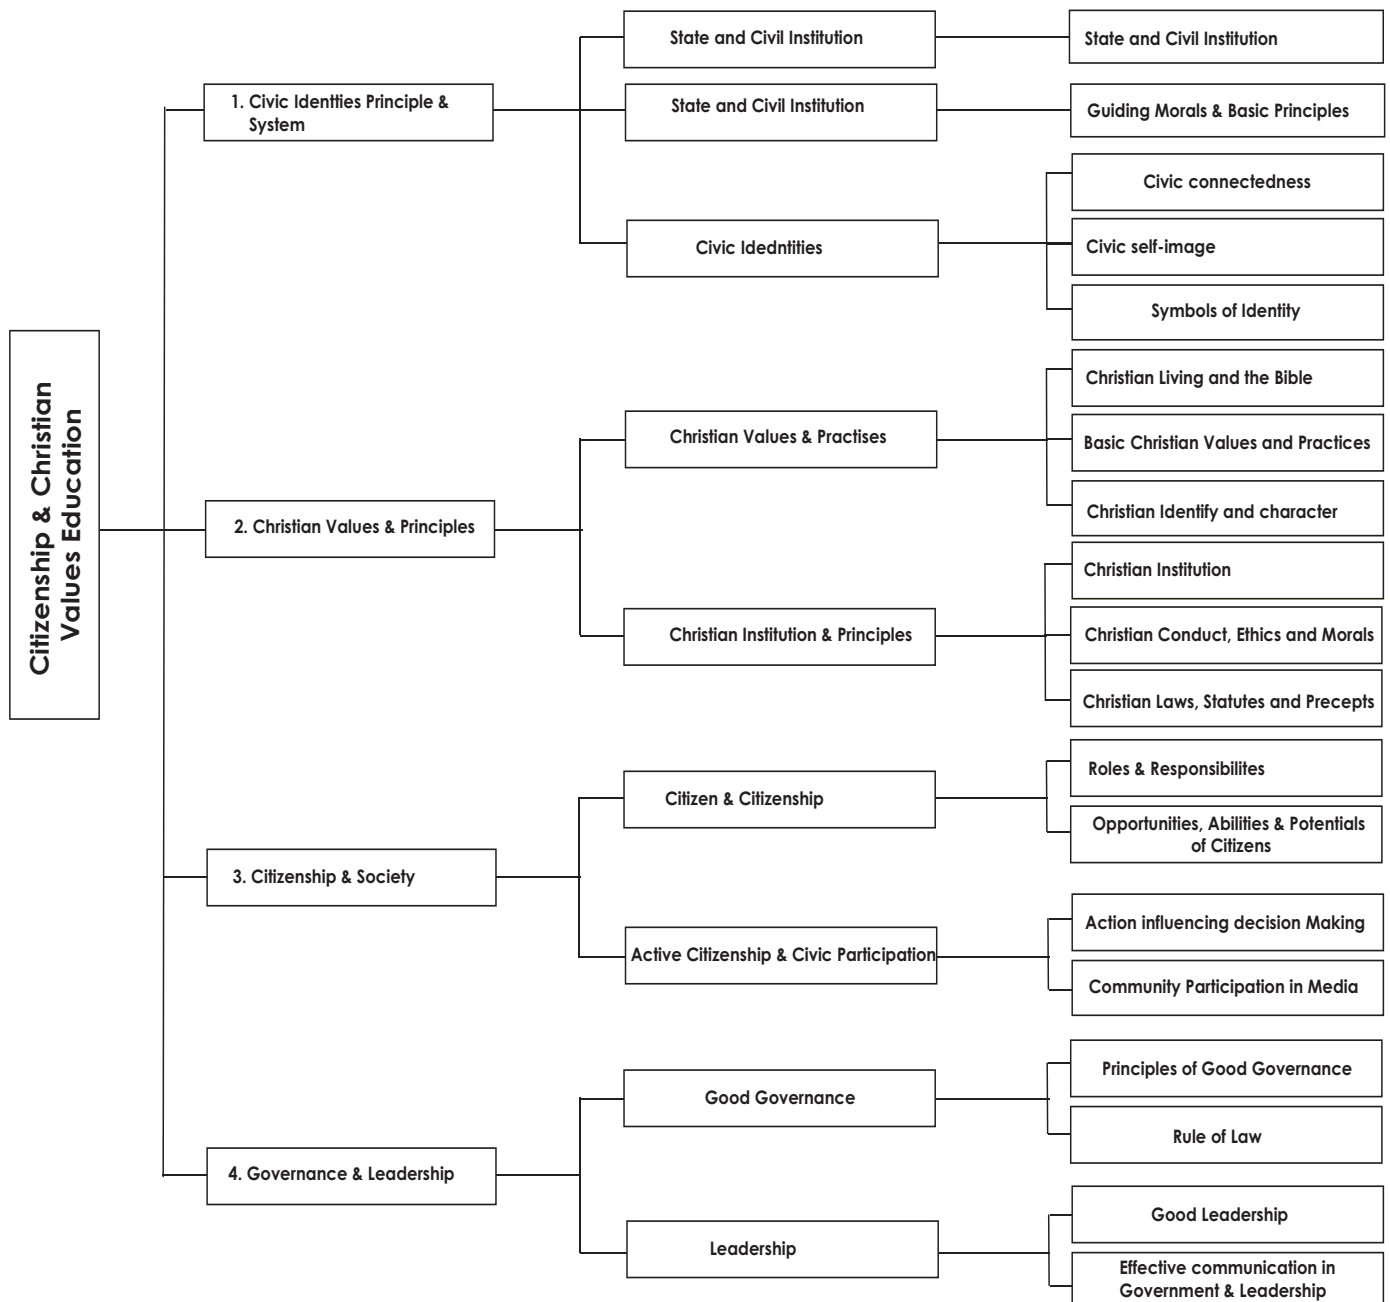 Citizenship & Christian
Values Education
1. Civic Identties Principle &
System
State and Civil Institution
State and Civil Institution
State and Civil Institution
Guiding Morals & Basic Principles
Civic Idedntities
Civic connectedness
Civic self-image
Symbols of Identity
2. Christian Values & Principles
Christian Values & Practises
Christian Living and the Bible
Basic Christian Values and Practices
Christian Identify and character
Christian Institution & Principles
Christian Institution
Christian Conduct, Ethics and Morals
Christian Laws, Statutes and Precepts
3. Citizenship & Society
Citizen & Citizenship
Roles & Responsibilites
Opportunities, Abilities & Potentials
of Citizens
Active Citizenship & Civic Participation
Action influencing decision Making
Community Participation in Media
4. Governance & Leadership
Good Governance
Principles of Good Governance
Rule of Law
Leadership
Good Leadership
Effective communication in
Government & Leadership